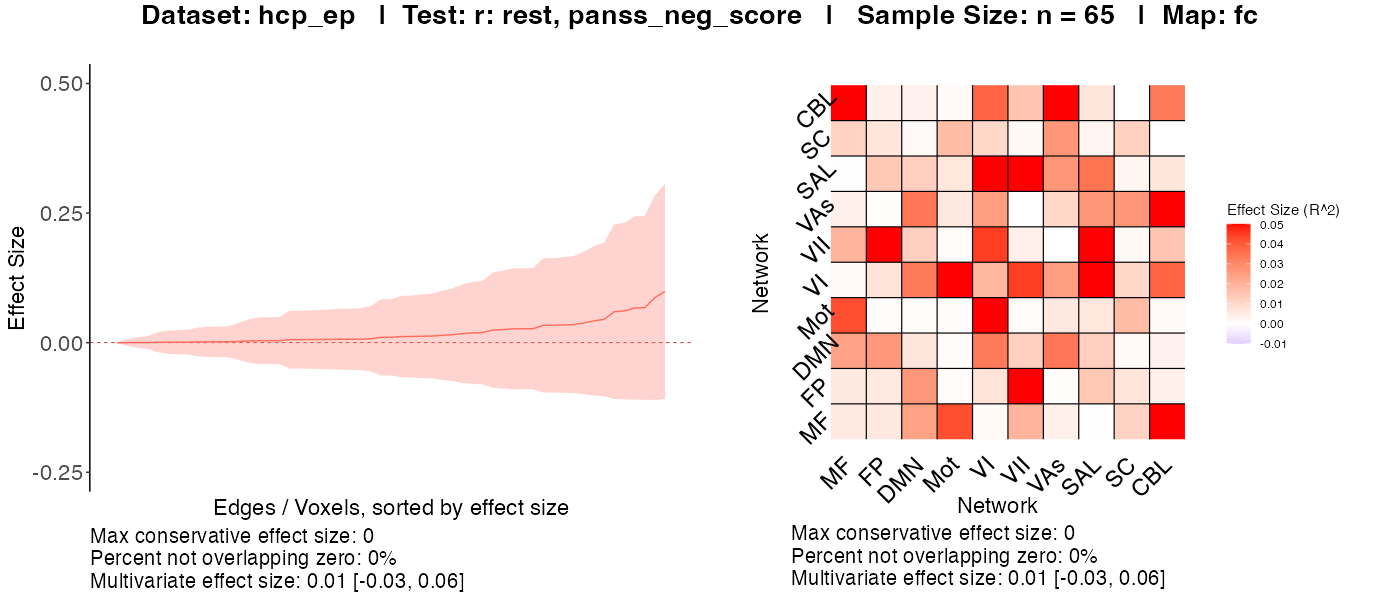 Dataset: hcp_ep | Test: r: rest, panss_neg_score | Sample Size: n = 65 | Map: fc
0.50
0.25
0.00
-0.25
Effect Size
Edges / Voxels, sorted by effect size
Max conservative effect size: 0
Percent not overlapping zero: 0%
Multivariate effect size: 0.01 [-0.03, 0.06]
Network
CBL
SC
SAL
VAs
VII
VI
Mot
DMN
FP
MF
MF
FP
DMN
Mot
VI
VII
VAs
SAL
SC
CBL
Network
Effect Size (R^2)
0.05
0.04
0.03
0.02
0.01
0.00
-0.01
Max conservative effect size: 0
Percent not overlapping zero: 0%
Multivariate effect size: 0.01 [-0.03, 0.06]